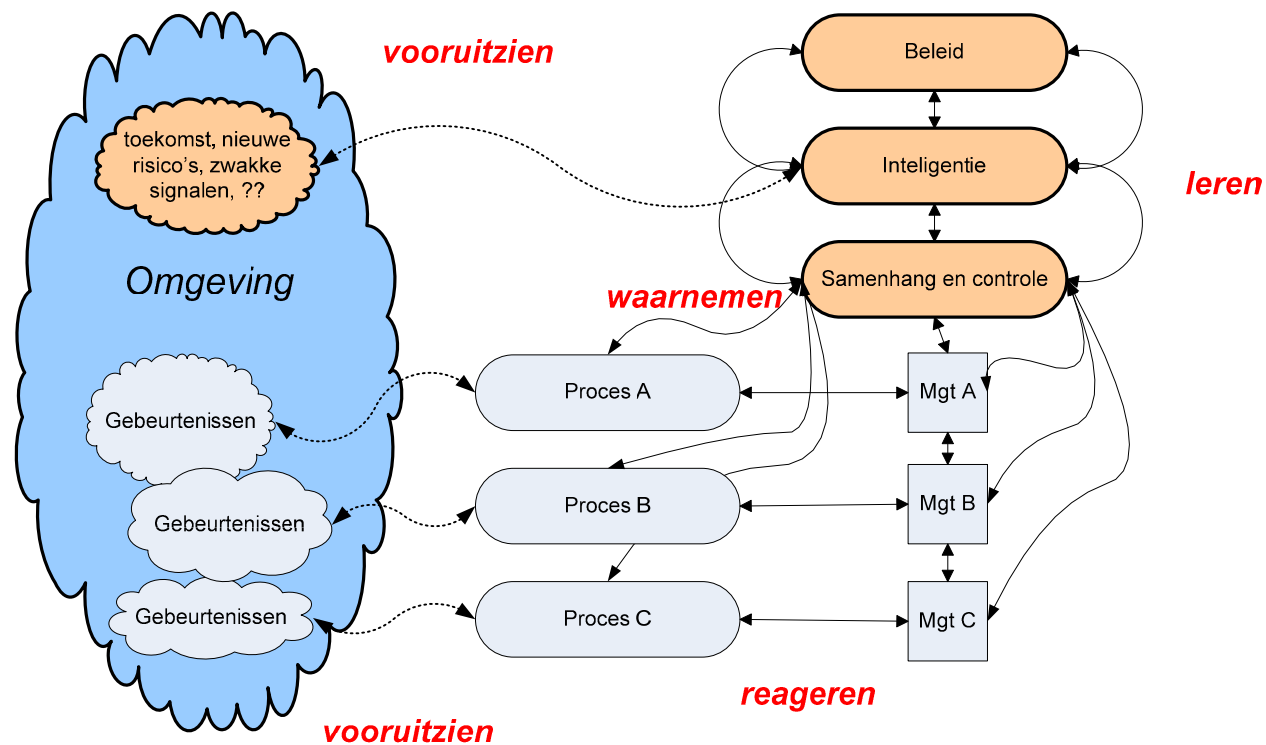 vooruitzien
Beleid
toekomst, nieuwe
risico's, zwakke
signalen, ??
Inteligentie
leren
Omgeving
Samenhang en controle
waarnemen
Proces A
Mgt A
Gebeurtenissen
Proces B
Mgt B
Gebeurtenissen
Proces C
Mgt C
Gebeurtenissen
reageren
vooruitzien